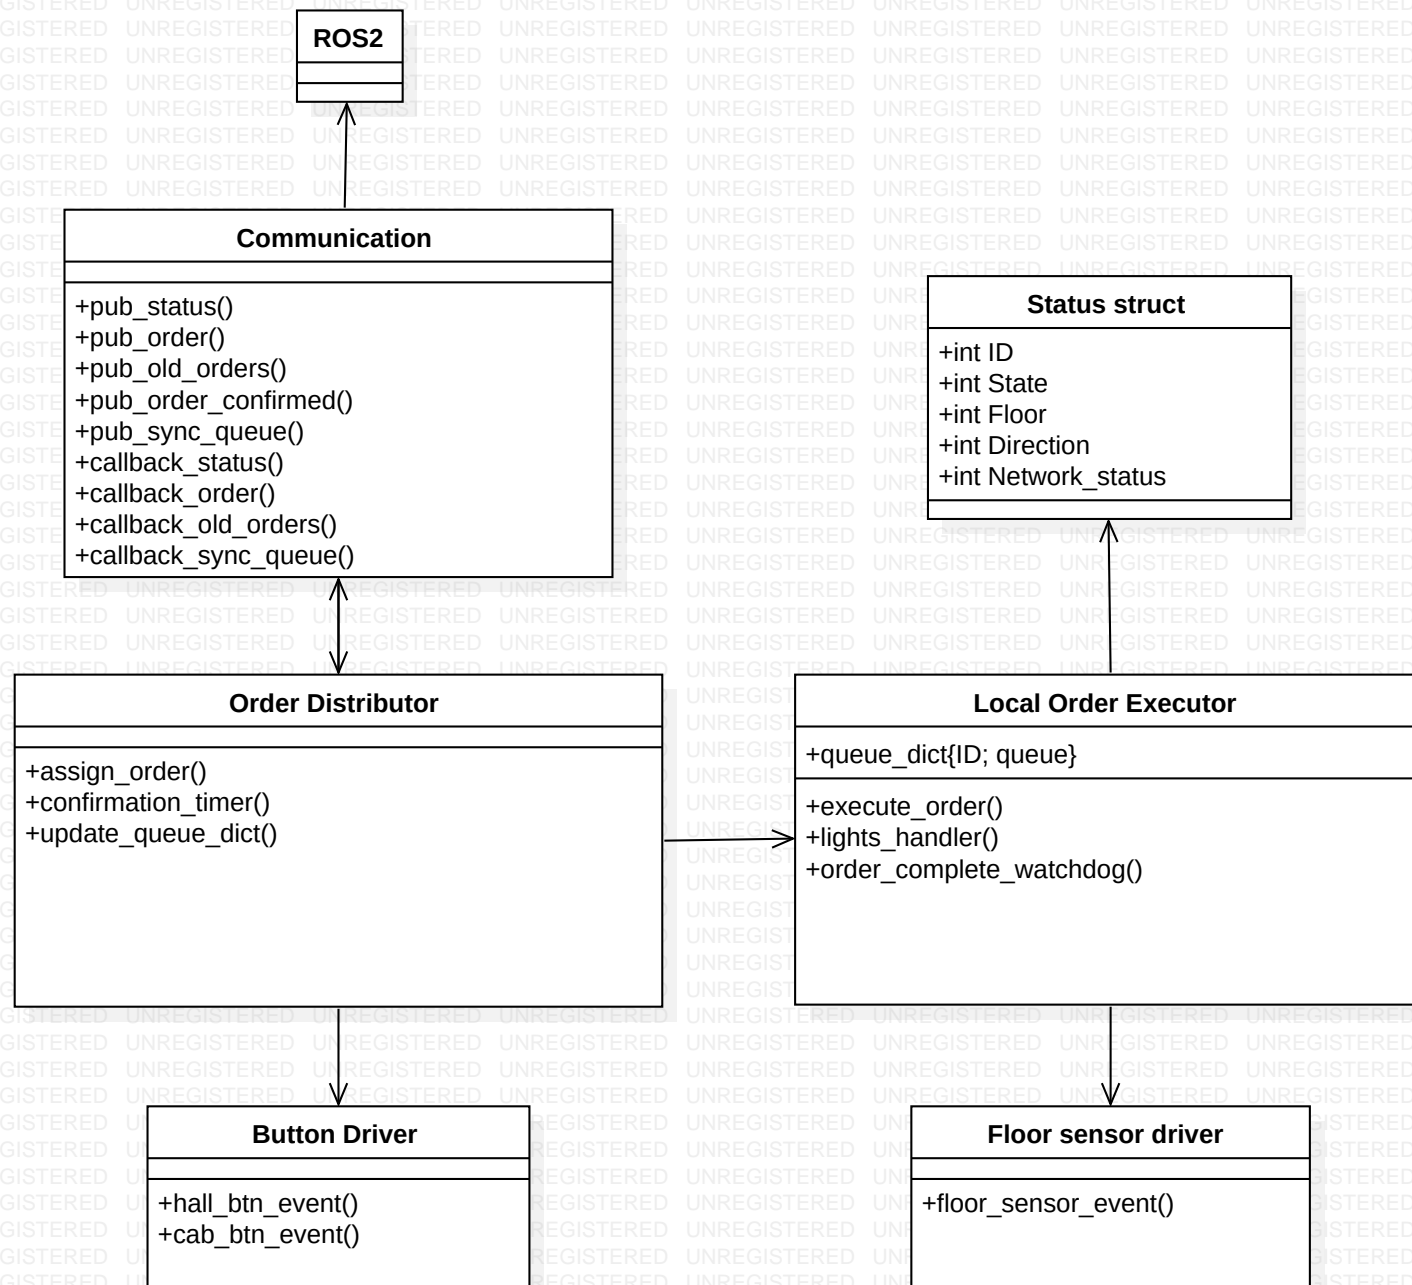 ROS2
Communication
+pub_status()
+pub_order()
+pub_old_orders()
+pub_order_confirmed()
+pub_sync_queue()
+callback_status()
+callback_order()
+callback_old_orders()
+callback_sync_queue()
Status struct
+int ID
+int State
+int Floor
+int Direction
+int Network_status
Order Distributor
+assign_order()
+confirmation_timer()
+update_queue_dict()
Local Order Executor
+queue_dict{ID; queue}
+execute_order()
+lights_handler()
+order_complete_watchdog()
Button Driver
+hall_btn_event()
+cab_btn_event()
Floor sensor driver
+floor_sensor_event()
UNREGISTERED